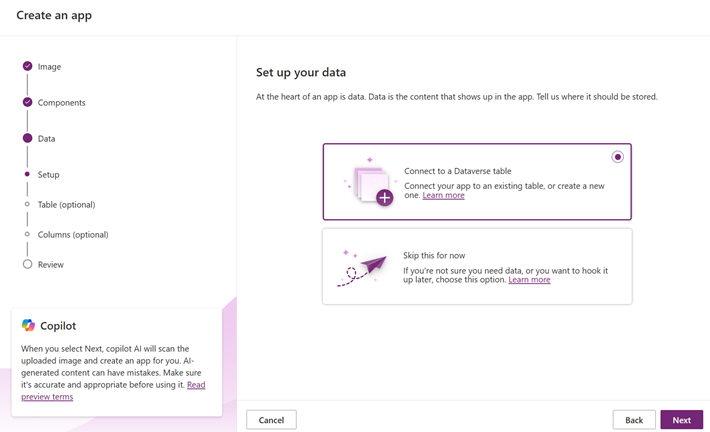 Create an app
Image
Components
Data
Setup
Table (optional)
Columns (optional)
Review
Copilot
When you select Next, copilot AI will scan the
uploaded image and create an app for you. AI-
generated content can have mistakes. Make sure
it's accurate and appropriate before using it. Read
preview terms
Set up your data
At the heart of an app is data. Data is the content that shows up in the app. Tell us where it should be stored.
Connect to a Dataverse table
Connect your app to an existing table, or create a new
one. Learn more
Skip this for now
If you're not sure you need data, or you want to hook it
up later, choose this option. Learn more
Cancel
Back
Next